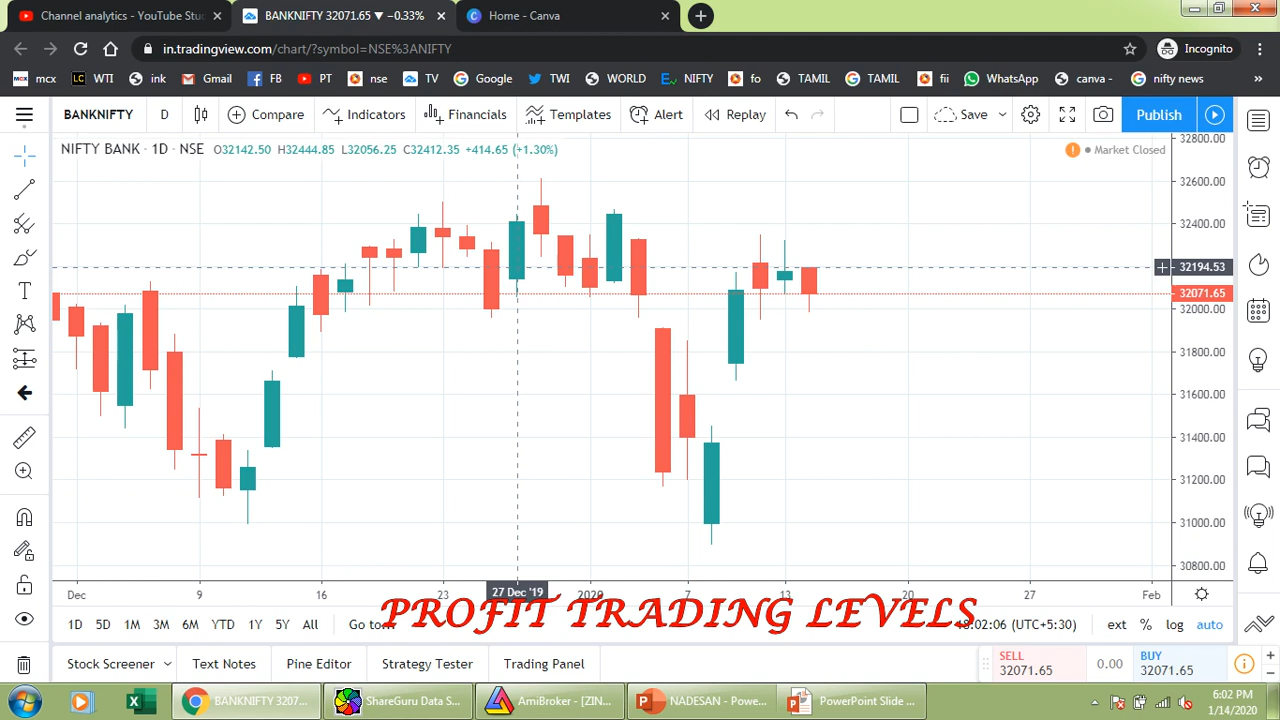 Channel analytics - YouTube Stu
BANKNIFTY 32071.65 ▼ −0.33%
Home - Canva
in.tradingview.com/chart/?symbol=NSE%3ANIFTY
Incognito
mcx WTI ink Gmail FB PT nse TV Google TWI WORLD NIFTY fo TAMIL TAMIL fii WhatsApp canva - nifty news
BANKNIFTY D Compare Indicators Financials Templates Alert Replay Save Publish
NIFTY BANK · 1D · NSE O32142.50 H32444.85 L32056.25 C32412.35 +414.65 (+1.30%)
Market Closed
32800.00
32600.00
32400.00
32194.53
32071.65
32000.00
31800.00
31600.00
31400.00
31200.00
31000.00
30800.00
Dec 9 16 23 27 Dec '19 2020 7 13 20 27 Feb
PROFIT TRADING LEVELS
1D 5D 1M 3M 6M YTD 1Y 5Y All Go to... 18:02:06 (UTC+5:30) ext % log auto
Stock Screener Text Notes Pine Editor Strategy Tester Trading Panel
SELL
32071.65
0.00
BUY
32071.65
BANKNIFTY 3207... ShareGuru Data S... AmiBroker - [ZIN... NADESAN - Powe... PowerPoint Slide ...
6:02 PM
1/14/2020